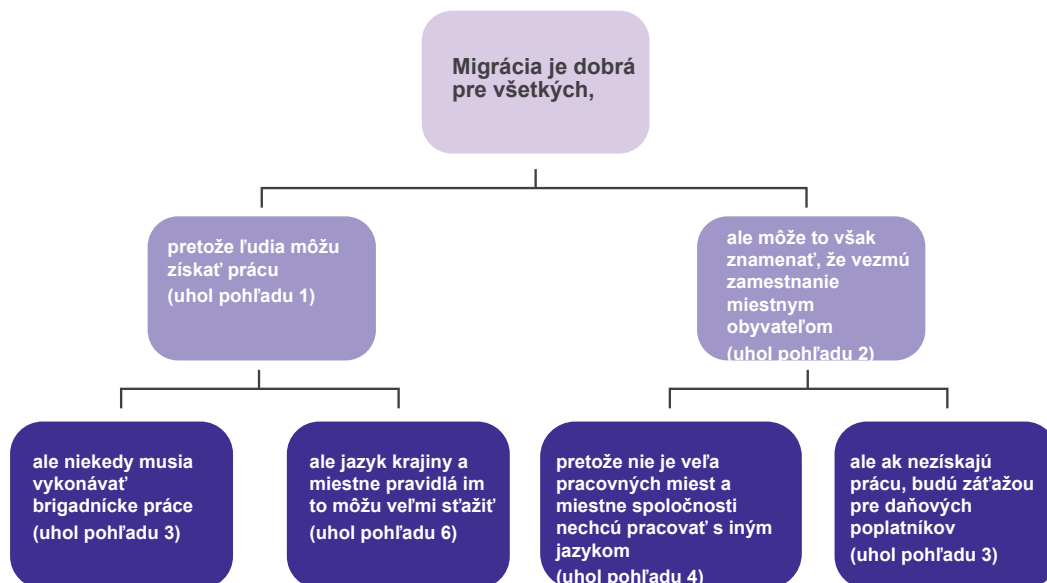 Migrácia je dobrá
pre všetkých,
pretože ľudia môžu
získať prácu
(uhol pohľadu 1)
ale môže to však
znamenať, že vezmú
zamestnanie
miestnym
obyvateľom
(uhol pohľadu 2)
ale niekedy musia
vykonávať
brigadnícke práce
(uhol pohľadu 3)
ale jazyk krajiny a
miestne pravidlá im
to môžu veľmi sťažiť
(uhol pohľadu 6)
pretože nie je veľa
pracovných miest a
miestne spoločnosti
nechcú pracovať s iným
jazykom
(uhol pohľadu 4)
ale ak nezískajú
prácu, budú záťažou
pre daňových
poplatníkov
(uhol pohľadu 3)